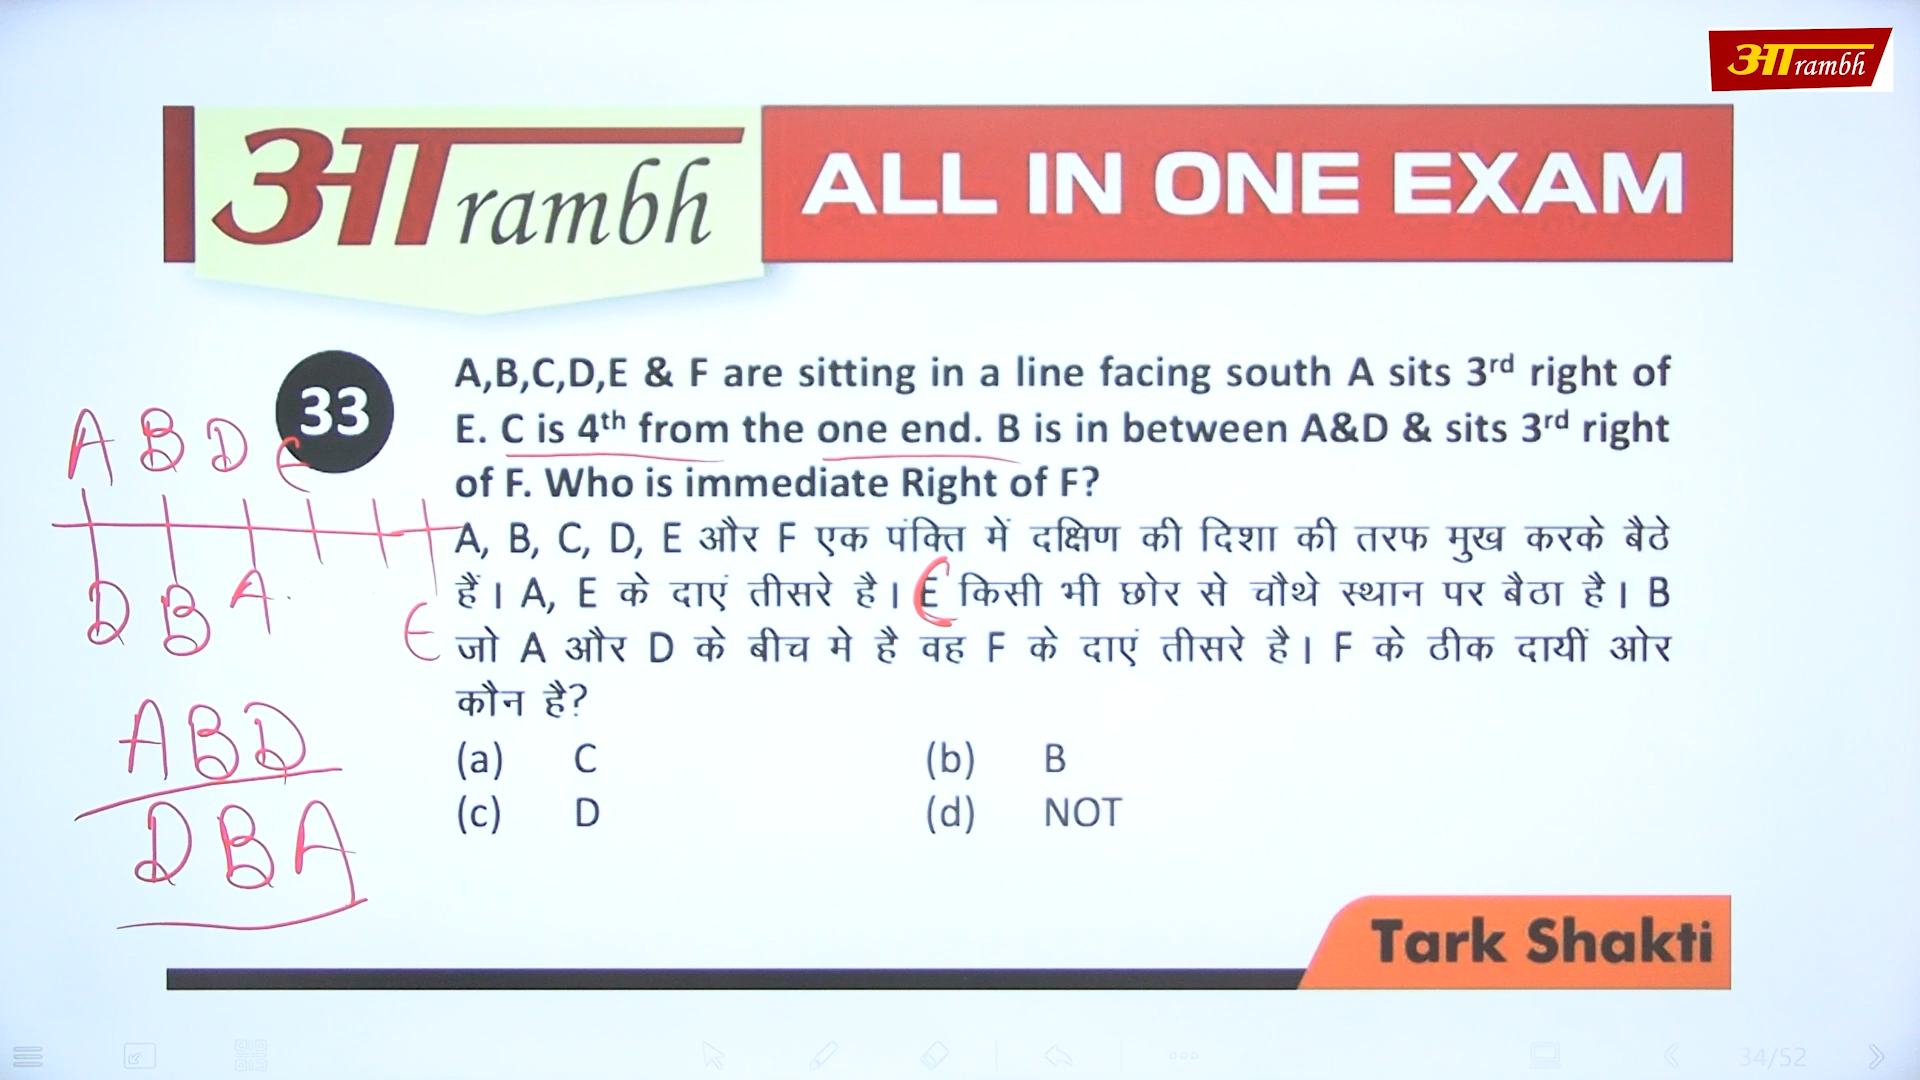 आrambh
आrambh
ALL IN ONE EXAM
33
A,B,C,D,E & F are sitting in a line facing south A sits 3rd right of
E. C is 4th from the one end. B is in between A&D & sits 3rd right
of F. Who is immediate Right of F?
A, B, C, D, E और F एक पंक्ति में दक्षिण की दिशा की तरफ मुख करके बैठे
हैं। A, E के दाएं तीसरे है। E किसी भी छोर से चौथे स्थान पर बैठा है। B
जो A और D के बीच मे है वह F के दाएं तीसरे है। F के ठीक दायीं ओर
कौन है?
(a) C (b) B
(c) D (d) NOT
A B D E
D B A E
A B D
D B A
Tark Shakti
34/52